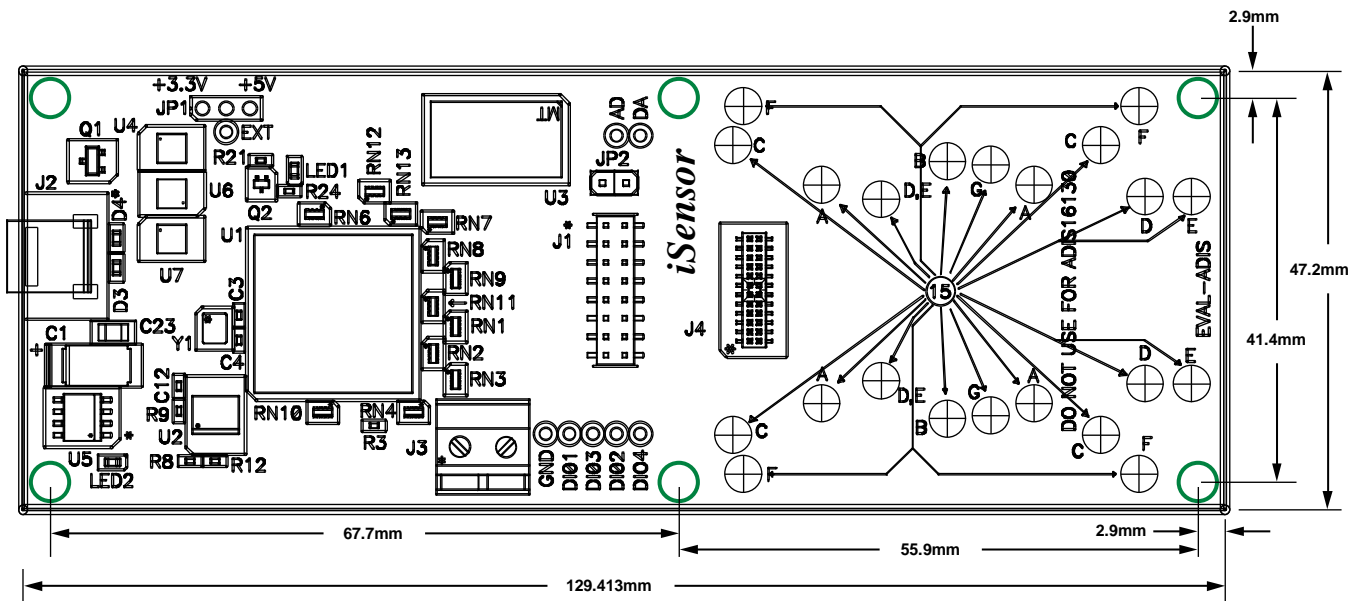 2.9mm
+3.3V +5V
JP1
EXT
U4
Q1
R21
LED1
R24
Q2
U6
J2
D4*
D3
U7
U1
RN12
RN13
RN6
RN7
RN8
RN9
RN11
RN1
RN2
RN3
MT
U3
AD
DA
JP2
*
J1
iSensor
J4
*
C3
*
Y1
C4
C23
C1
+
C12
R9
U2
*
U5
R8
R12
LED2
RN10
RN4
R3
J3
*
GND
DIO1
DIO3
DIO2
DIO4
F
F
C
C
B
D,E
G
A
A
D
E
15
DO NOT USE FOR ADIS16130
EVAL-ADIS
D
E
A
D,E
G
A
B
C
C
F
F
47.2mm
41.4mm
67.7mm
2.9mm
55.9mm
129.413mm